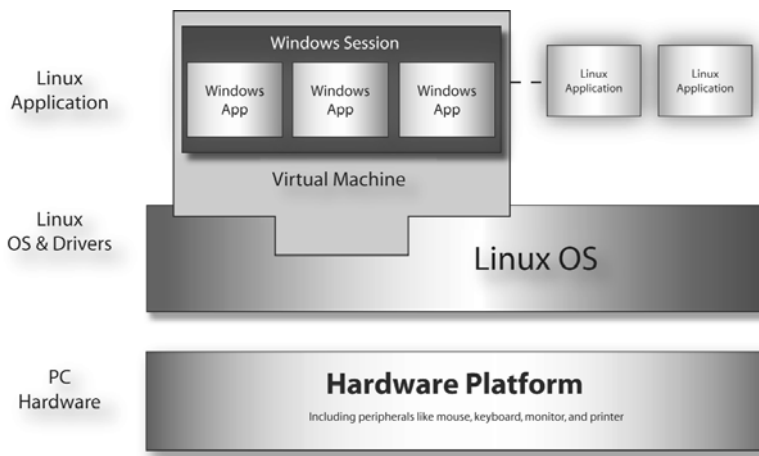 Linux
Application
Windows Session
Windows
App
Windows
App
Windows
App
Linux
Application
Linux
Application
Virtual Machine
Linux
OS & Drivers
Linux OS
PC
Hardware
Hardware Platform
Including peripherals like mouse, keyboard, monitor, and printer